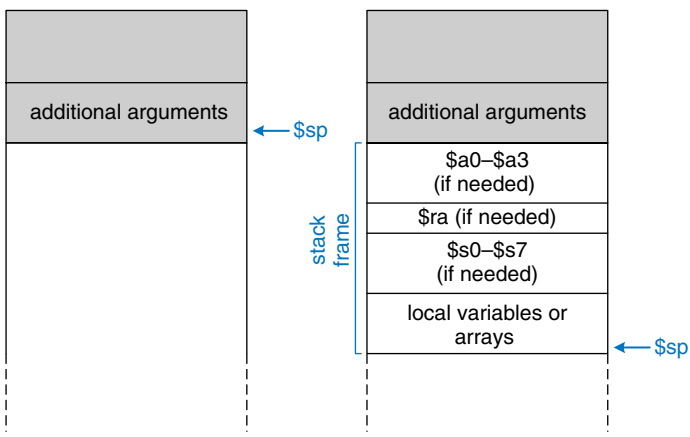 additional arguments
$sp
additional arguments
$a0–$a3
(if needed)
$ra (if needed)
$s0–$s7
(if needed)
local variables or
arrays
stack
frame
$sp